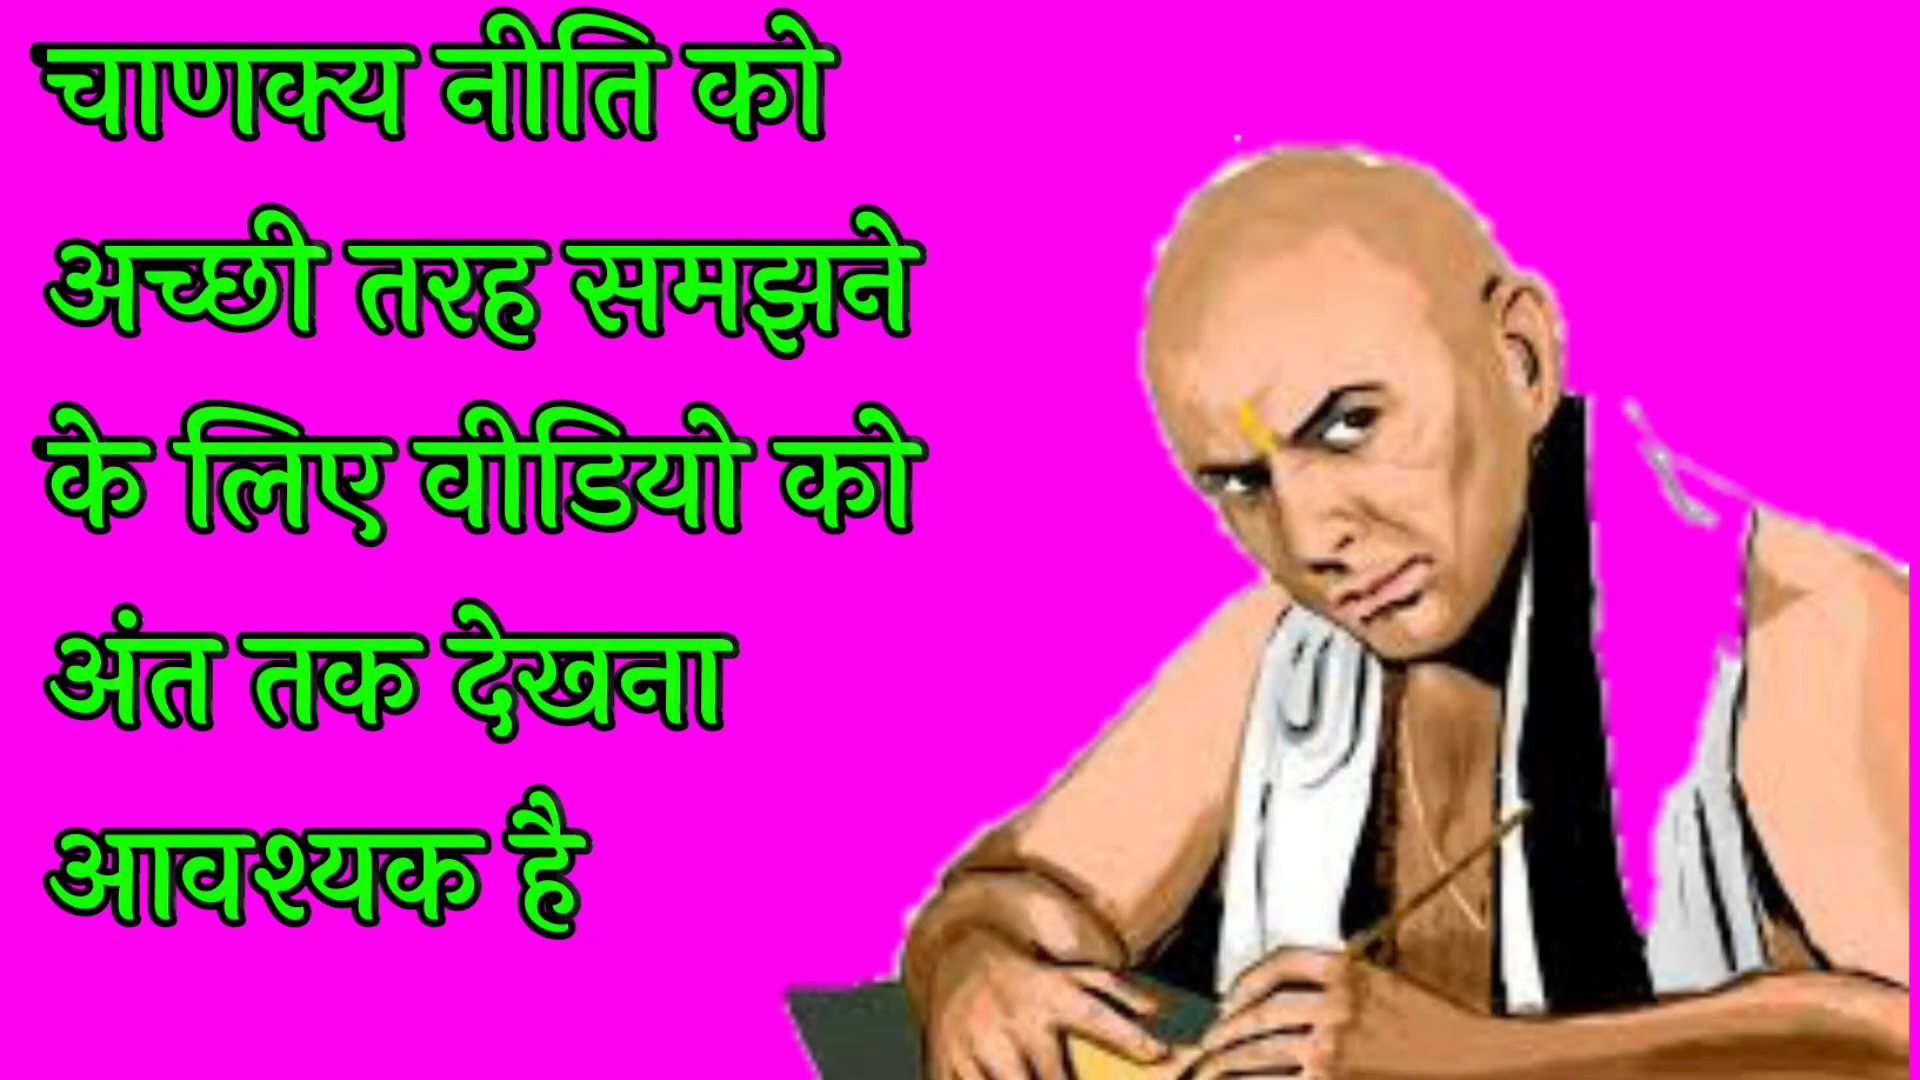 चाणक्य नीति को
अच्छी तरह समझने
के लिए वीडियो को
अंत तक देखना
आवश्यक है